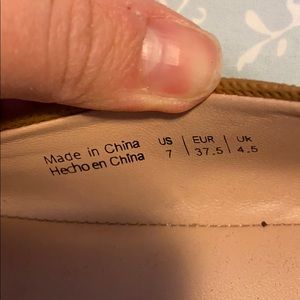 Made in China
Hecho en China
US | EUR | UK
7 | 37.5 | 4.5